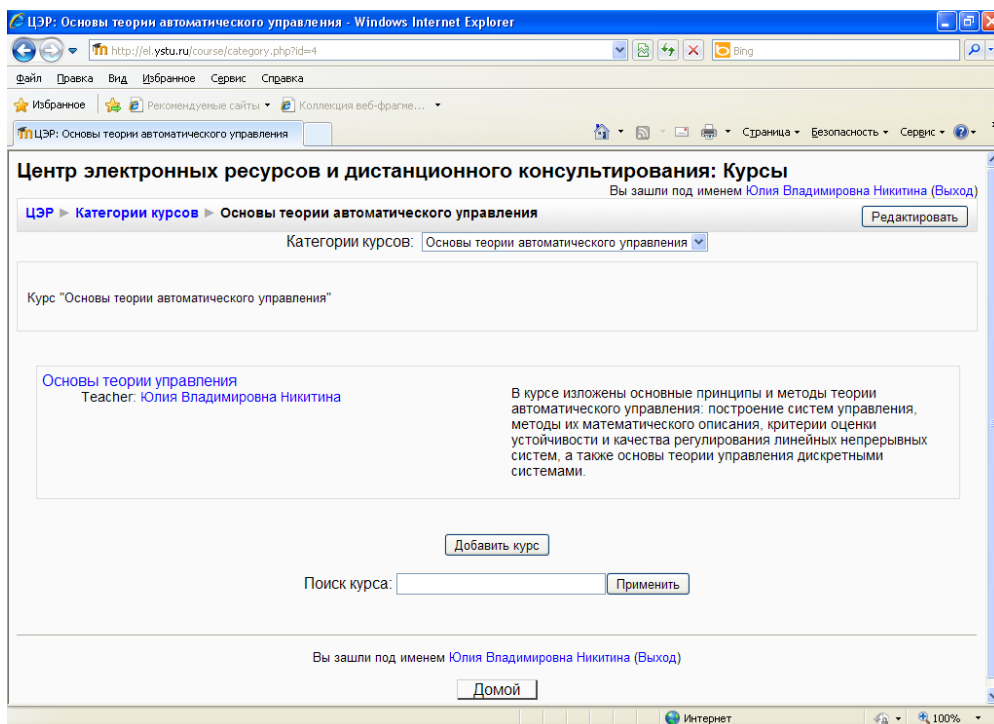 ЦЭР: Основы теории автоматического управления - Windows Internet Explorer
http://el.ystu.ru/course/category.php?id=4
Bing
Файл Правка Вид Избранное Сервис Справка
Избранное Рекомендуемые сайты Коллекция веб-фрагме...
ЦЭР: Основы теории автоматического управления
Страница Безопасность Сервис
Центр электронных ресурсов и дистанционного консультирования: Курсы
Вы зашли под именем Юлия Владимировна Никитина (Выход)
ЦЭР ► Категории курсов ► Основы теории автоматического управления
Редактировать
Категории курсов: Основы теории автоматического управления
Курс "Основы теории автоматического управления"
Основы теории управления
Teacher: Юлия Владимировна Никитина
В курсе изложены основные принципы и методы теории
автоматического управления: построение систем управления,
методы их математического описания, критерии оценки
устойчивости и качества регулирования линейных непрерывных
систем, а также основы теории управления дискретными
системами.
Добавить курс
Поиск курса: Применить
Вы зашли под именем Юлия Владимировна Никитина (Выход)
Домой
Интернет 100%